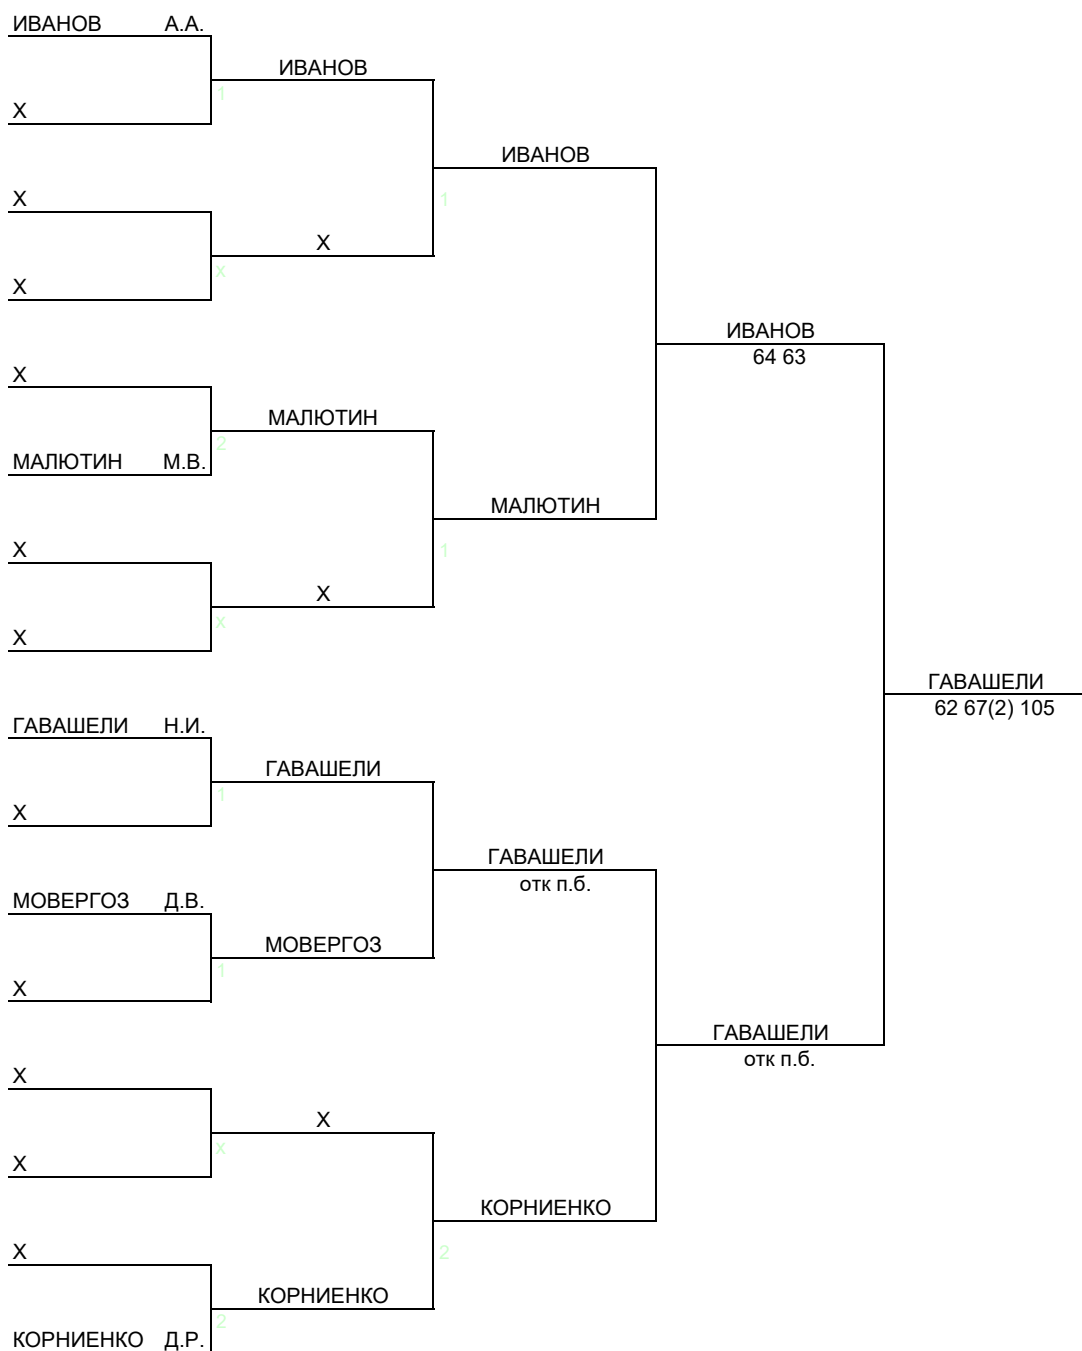 ИВАНОВ А.А.
ИВАНОВ
1
X
ИВАНОВ
X
1
X
x
X
ИВАНОВ
64 63
X
МАЛЮТИН
2
МАЛЮТИН М.В.
МАЛЮТИН
X
1
X
x
X
ГАВАШЕЛИ
62 67(2) 105
ГАВАШЕЛИ Н.И.
ГАВАШЕЛИ
1
X
ГАВАШЕЛИ
отк п.б.
МОВЕРГОЗ Д.В.
МОВЕРГОЗ
1
X
ГАВАШЕЛИ
отк п.б.
X
X
x
X
КОРНИЕНКО
X
2
КОРНИЕНКО
2
КОРНИЕНКО Д.Р.